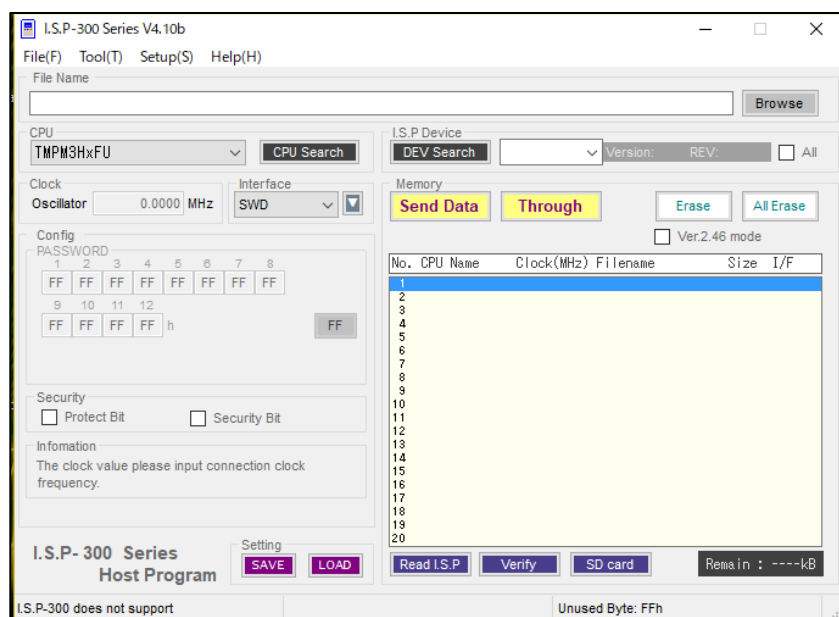 I.S.P-300 Series V4.10b
File(F) Tool(T) Setup(S) Help(H)
File Name
Browse
CPU
TMPM3HxFU
CPU Search
I.S.P Device
DEV Search
Version: REV:
All
Clock
Oscillator 0.0000 MHz
Interface
SWD
Memory
Send Data
Through
Erase
All Erase
Ver.2.46 mode
Config
PASSWORD
1 2 3 4 5 6 7 8
FF FF FF FF FF FF FF FF
9 10 11 12
FF FF FF FF h
FF
No. CPU Name Clock(MHz) Filename Size I/F
1
2
3
4
5
6
7
8
9
10
11
12
13
14
15
16
17
18
19
20
Security
Protect Bit
Security Bit
Infomation
The clock value please input connection clock
frequency.
I.S.P- 300 Series
Host Program
Setting
SAVE
LOAD
Read I.S.P
Verify
SD card
Remain : ----kB
I.S.P-300 does not support
Unused Byte: FFh